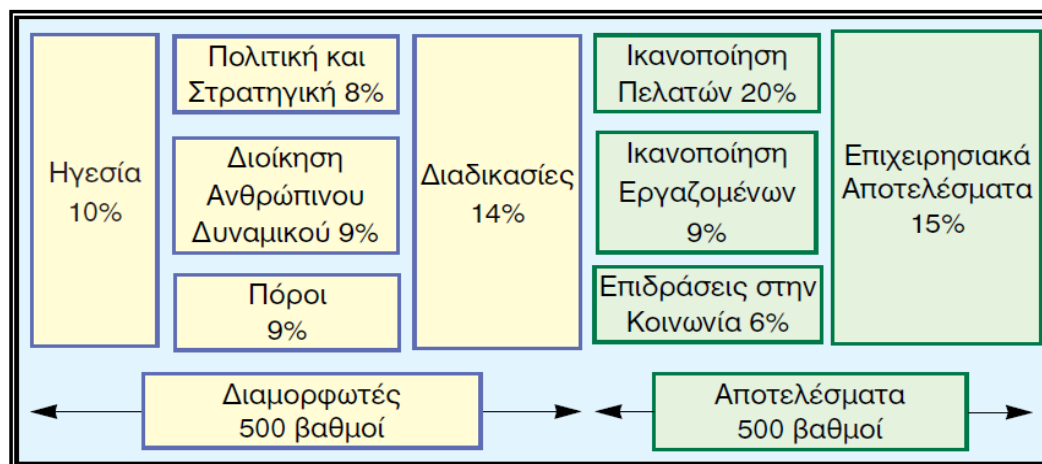 Ηγεσία
10%
Πολιτική και
Στρατηγική 8%
Διοίκηση
Ανθρώπινου
Δυναμικού 9%
Πόροι
9%
Διαδικασίες
14%
Ικανοποίηση
Πελατών 20%
Ικανοποίηση
Εργαζομένων
9%
Επιδράσεις στην
Κοινωνία 6%
Επιχειρησιακά
Αποτελέσματα
15%
Διαμορφωτές
500 βαθμοί
Αποτελέσματα
500 βαθμοί